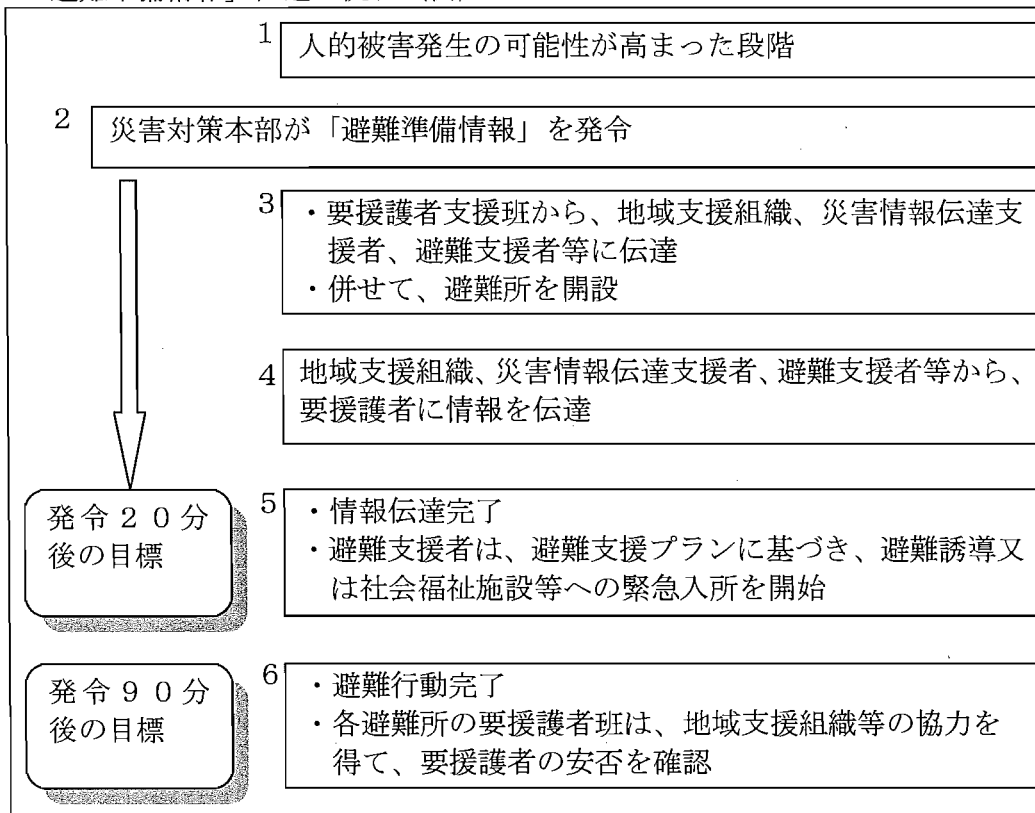 1 人的被害発生の可能性が高まった段階
2 災害対策本部が「避難準備情報」を発令
3 ・要援護者支援班から、地域支援組織、災害情報伝達支
援者、避難支援者等に伝達
・併せて、避難所を開設
4 地域支援組織、災害情報伝達支援者、避難支援者等から、
要援護者に情報を伝達
発令20分
後の目標
5 ・情報伝達完了
・避難支援者は、避難支援プランに基づき、避難誘導又
は社会福祉施設等への緊急入所を開始
発令90分
後の目標
6 ・避難行動完了
・各避難所の要援護者班は、地域支援組織等の協力を
得て、要援護者の安否を確認